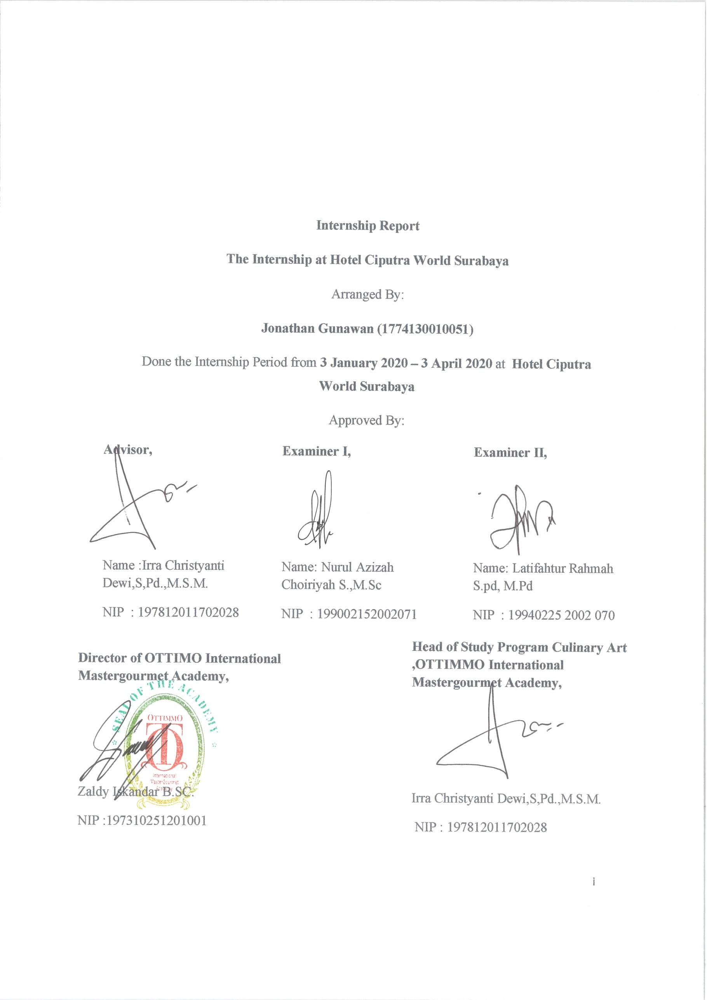 Internship Report
The Internship at Hotel Ciputra World Surabaya
Arranged By:
Jonathan Gunawan (1774130010051)
Done the Internship Period from 3 January 2020 – 3 April 2020 at Hotel Ciputra
World Surabaya
Approved By:
Advisor,
Name :Irra Christyanti
Dewi,S,Pd.,M.S.M.
NIP : 197812011702028
Examiner I,
Name: Nurul Azizah
Choiriyah S.,M.Sc
NIP : 199002152002071
Examiner II,
Name: Latifahtur Rahmah
S.pd, M.Pd
NIP : 19940225 2002 070
Director of OTTIMO International
Mastergourmet Academy,
SEAL OF THE ACADEMY
OTTIMMO
International
MasterGourmet
Academy
Zaldy Iskandar B.SC.
NIP :197310251201001
Head of Study Program Culinary Art
,OTTIMMO International
Mastergourmet Academy,
Irra Christyanti Dewi,S,Pd.,M.S.M.
NIP : 197812011702028
i